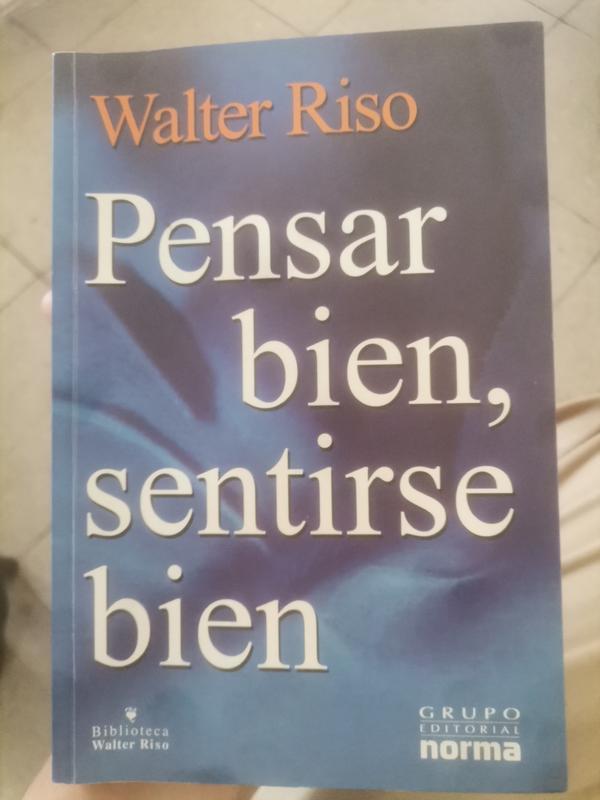 Walter Riso
Pensar
bien,
sentirse
bien
Biblioteca
Walter Riso
GRUPO
EDITORIAL
norma